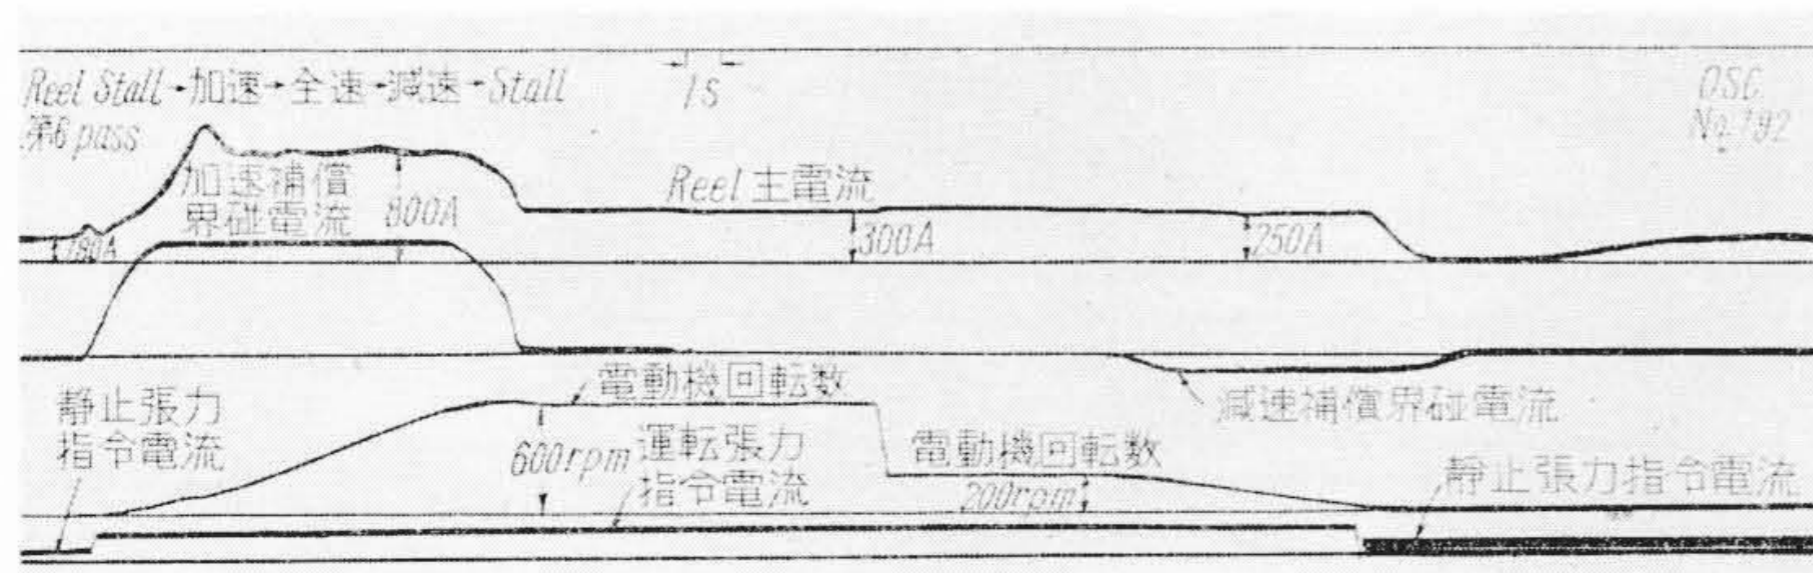 Reel Stall→加速→全速→減速→Stall
1s
OSC.
No.192
第6 pass
加速補償
界磁電流
800A
Reel 主電流
180A
300A
250A
静止張力
指令電流
電動機回転数
減速補償界磁電流
600rpm
運転張力
指令電流
電動機回転数
200rpm
静止張力指令電流